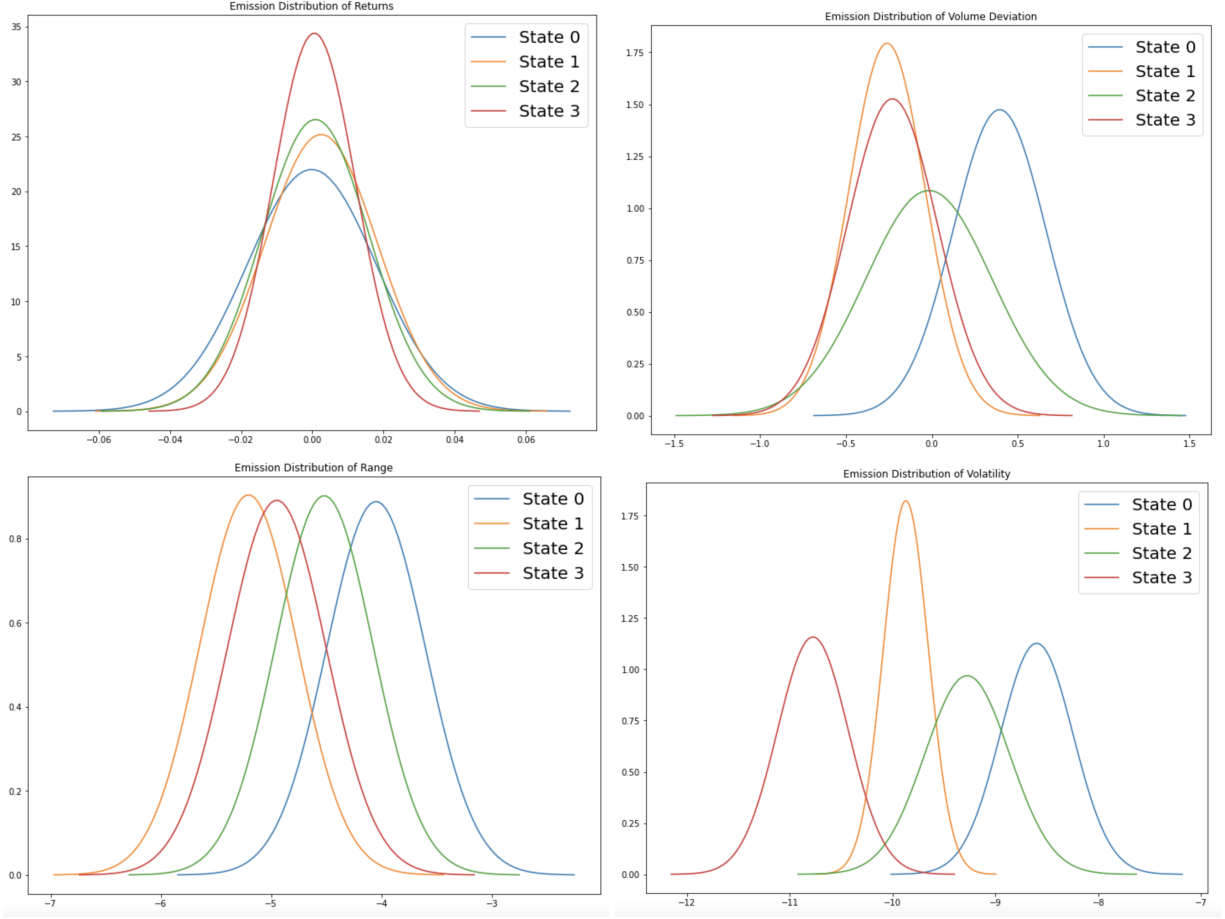 Emission Distribution of Returns
35
30
25
20
15
10
5
0
−0.06
−0.04
−0.02
0.00
0.02
0.04
0.06
State 0
State 1
State 2
State 3
Emission Distribution of Volume Deviation
1.75
1.50
1.25
1.00
0.75
0.50
0.25
0.00
−1.5
−1.0
−0.5
0.0
0.5
1.0
1.5
State 0
State 1
State 2
State 3
Emission Distribution of Range
0.8
0.6
0.4
0.2
0.0
−7
−6
−5
−4
−3
State 0
State 1
State 2
State 3
Emission Distribution of Volatility
1.75
1.50
1.25
1.00
0.75
0.50
0.25
0.00
−12
−11
−10
−9
−8
−7
State 0
State 1
State 2
State 3